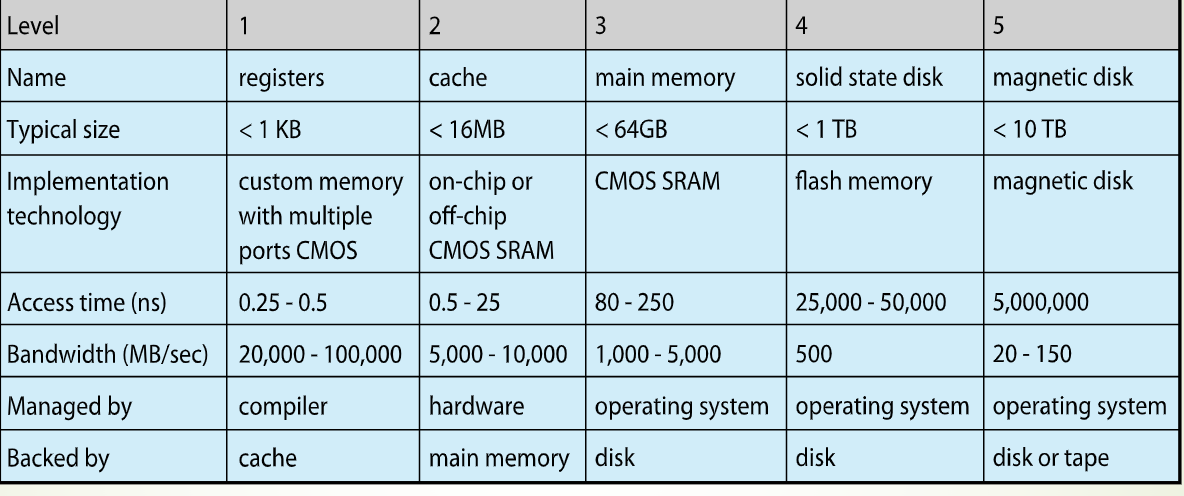 Level 1 2 3 4 5
Name registers cache main memory solid state disk magnetic disk
Typical size < 1 KB < 16MB < 64GB < 1 TB < 10 TB
Implementation custom memory on-chip or CMOS SRAM flash memory magnetic disk
technology with multiple off-chip
ports CMOS CMOS SRAM
Access time (ns) 0.25 - 0.5 0.5 - 25 80 - 250 25,000 - 50,000 5,000,000
Bandwidth (MB/sec) 20,000 - 100,000 5,000 - 10,000 1,000 - 5,000 500 20 - 150
Managed by compiler hardware operating system operating system operating system
Backed by cache main memory disk disk disk or tape